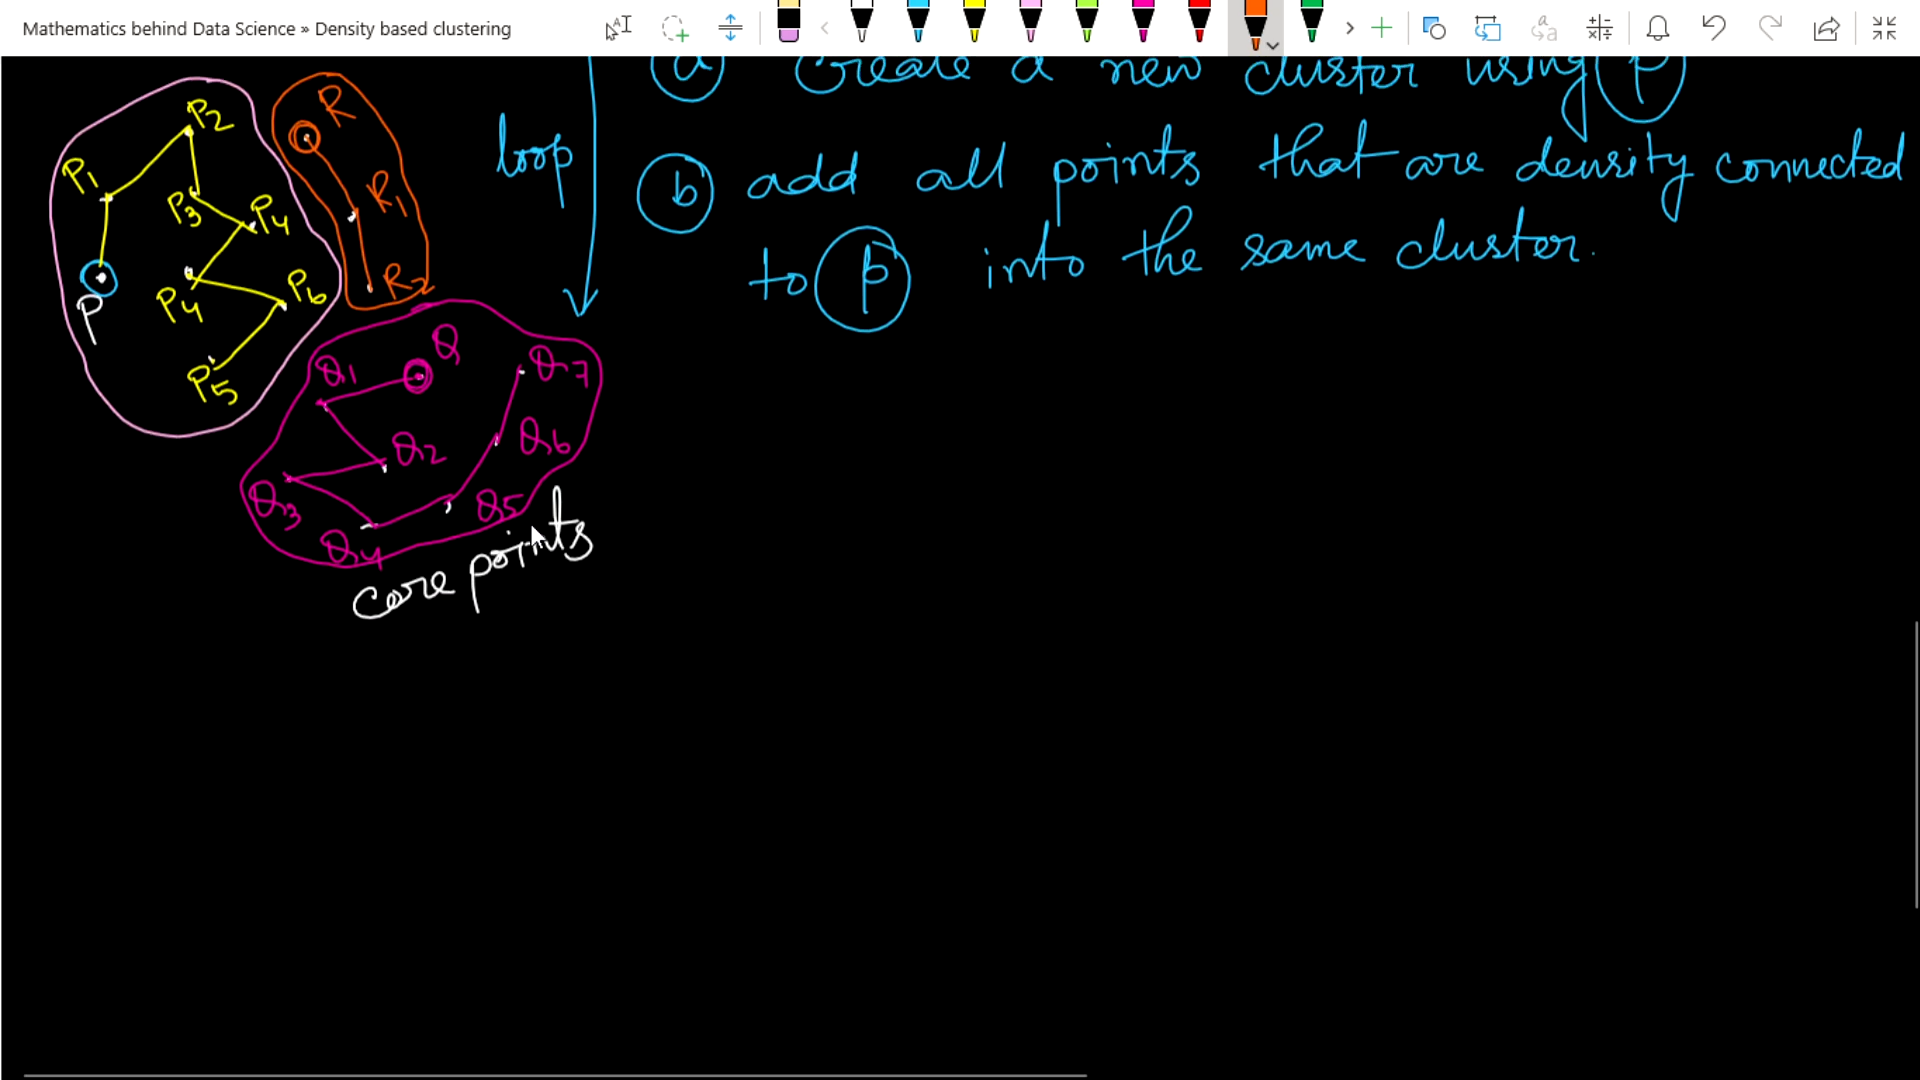 Mathematics behind Data Science » Density based clustering
a Create a new cluster using p
loop
b add all points that are density connected
to p into the same cluster.
P2
P1
P3
P4
P
P4
P6
P5
R
R1
R2
Q
Q1
Q7
Q2
Q6
Q3
Q5
Q4
core points